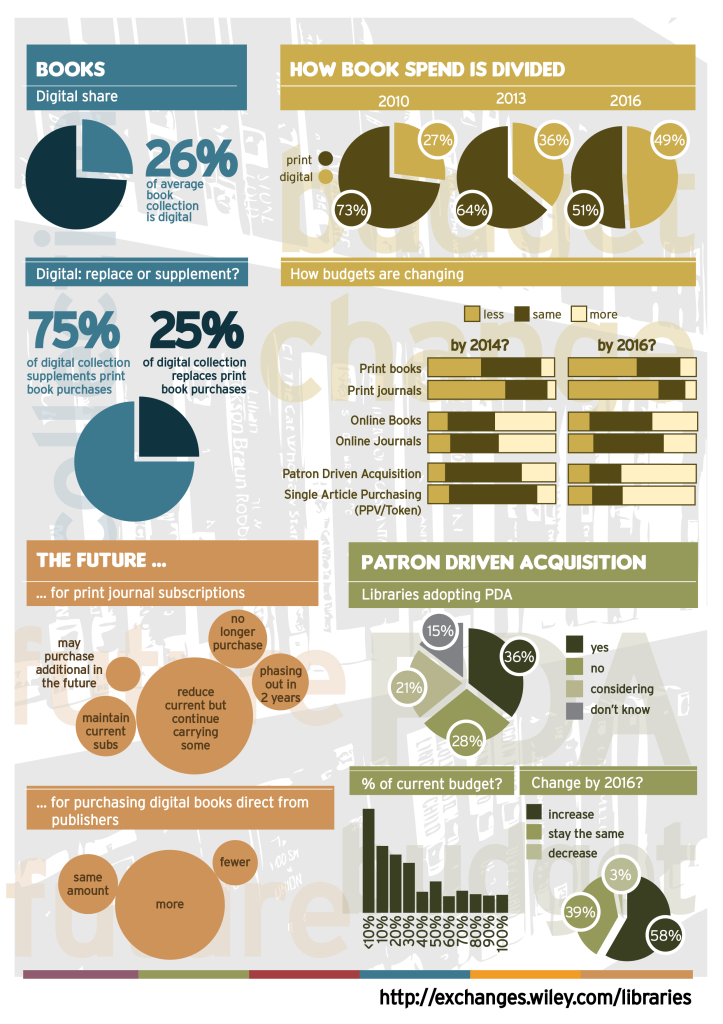 BOOKS
Digital share
26%
of average
book
collection
is digital
HOW BOOK SPEND IS DIVIDED
2010
2013
2016
print
digital
27%
73%
36%
64%
49%
51%
Digital: replace or supplement?
75%
of digital collection
supplements print
book purchases
25%
of digital collection
replaces print
book purchases
How budgets are changing
less
same
more
by 2014?
by 2016?
Print books
Print journals
Online Books
Online Journals
Patron Driven Acquisition
Single Article Purchasing
(PPV/Token)
THE FUTURE ...
... for print journal subscriptions
no
longer
purchase
may
purchase
additional in
the future
phasing
out in
2 years
reduce
current but
continue
carrying
some
maintain
current
subs
... for purchasing digital books direct from
publishers
same
amount
more
fewer
PATRON DRIVEN ACQUISITION
Libraries adopting PDA
15%
36%
21%
28%
yes
no
considering
don't know
% of current budget?
<10%
10%
20%
30%
40%
50%
60%
70%
80%
90%
100%
Change by 2016?
increase
stay the same
decrease
3%
39%
58%
collection
budget
change
future
PDA
future
budget
http://exchanges.wiley.com/libraries